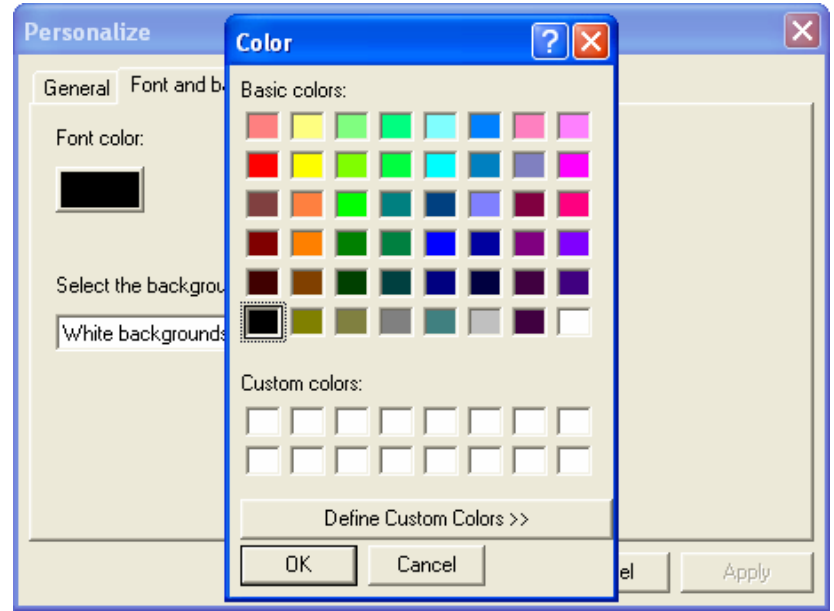 Personalize
Color
?
General
Font and b
Basic colors:
Font color:
Select the backgrou
White backgrounds
Custom colors:
Define Custom Colors >>
OK
Cancel
el
Apply